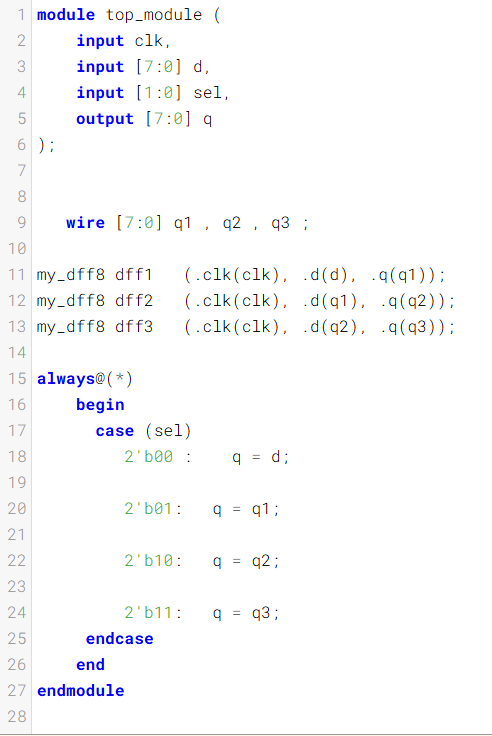 1 module top_module (
2     input clk,
3     input [7:0] d,
4     input [1:0] sel,
5     output [7:0] q
6 );
7
8
9    wire [7:0] q1 , q2 , q3 ;
10
11 my_dff8 dff1   (.clk(clk), .d(d), .q(q1));
12 my_dff8 dff2   (.clk(clk), .d(q1), .q(q2));
13 my_dff8 dff3   (.clk(clk), .d(q2), .q(q3));
14
15 always@(*)
16     begin
17       case (sel)
18          2'b00 :    q = d;
19
20          2'b01:   q = q1;
21
22          2'b10:   q = q2;
23
24          2'b11:   q = q3;
25      endcase
26     end
27 endmodule
28